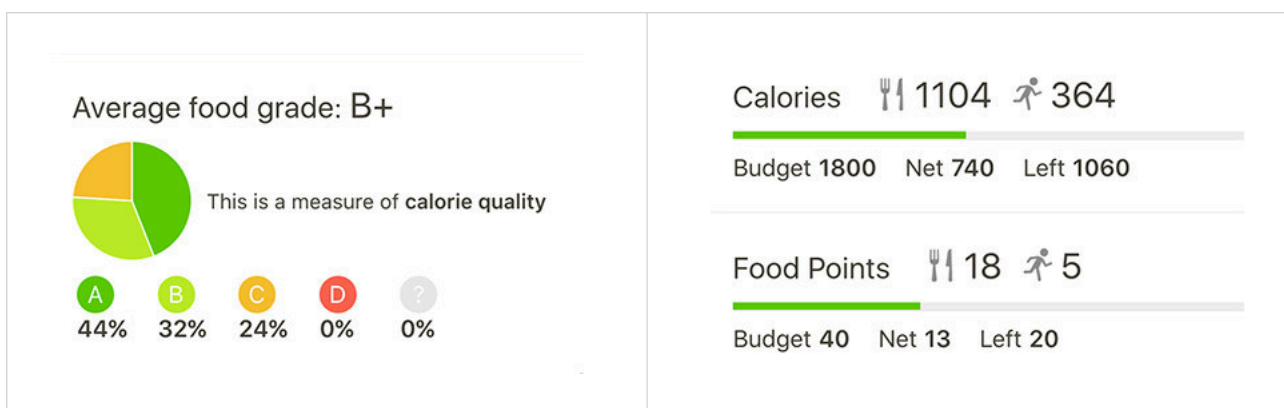 Average food grade: B+
This is a measure of calorie quality
A B C D ?
44% 32% 24% 0% 0%
Calories 1104 364
Budget 1800 Net 740 Left 1060
Food Points 18 5
Budget 40 Net 13 Left 20